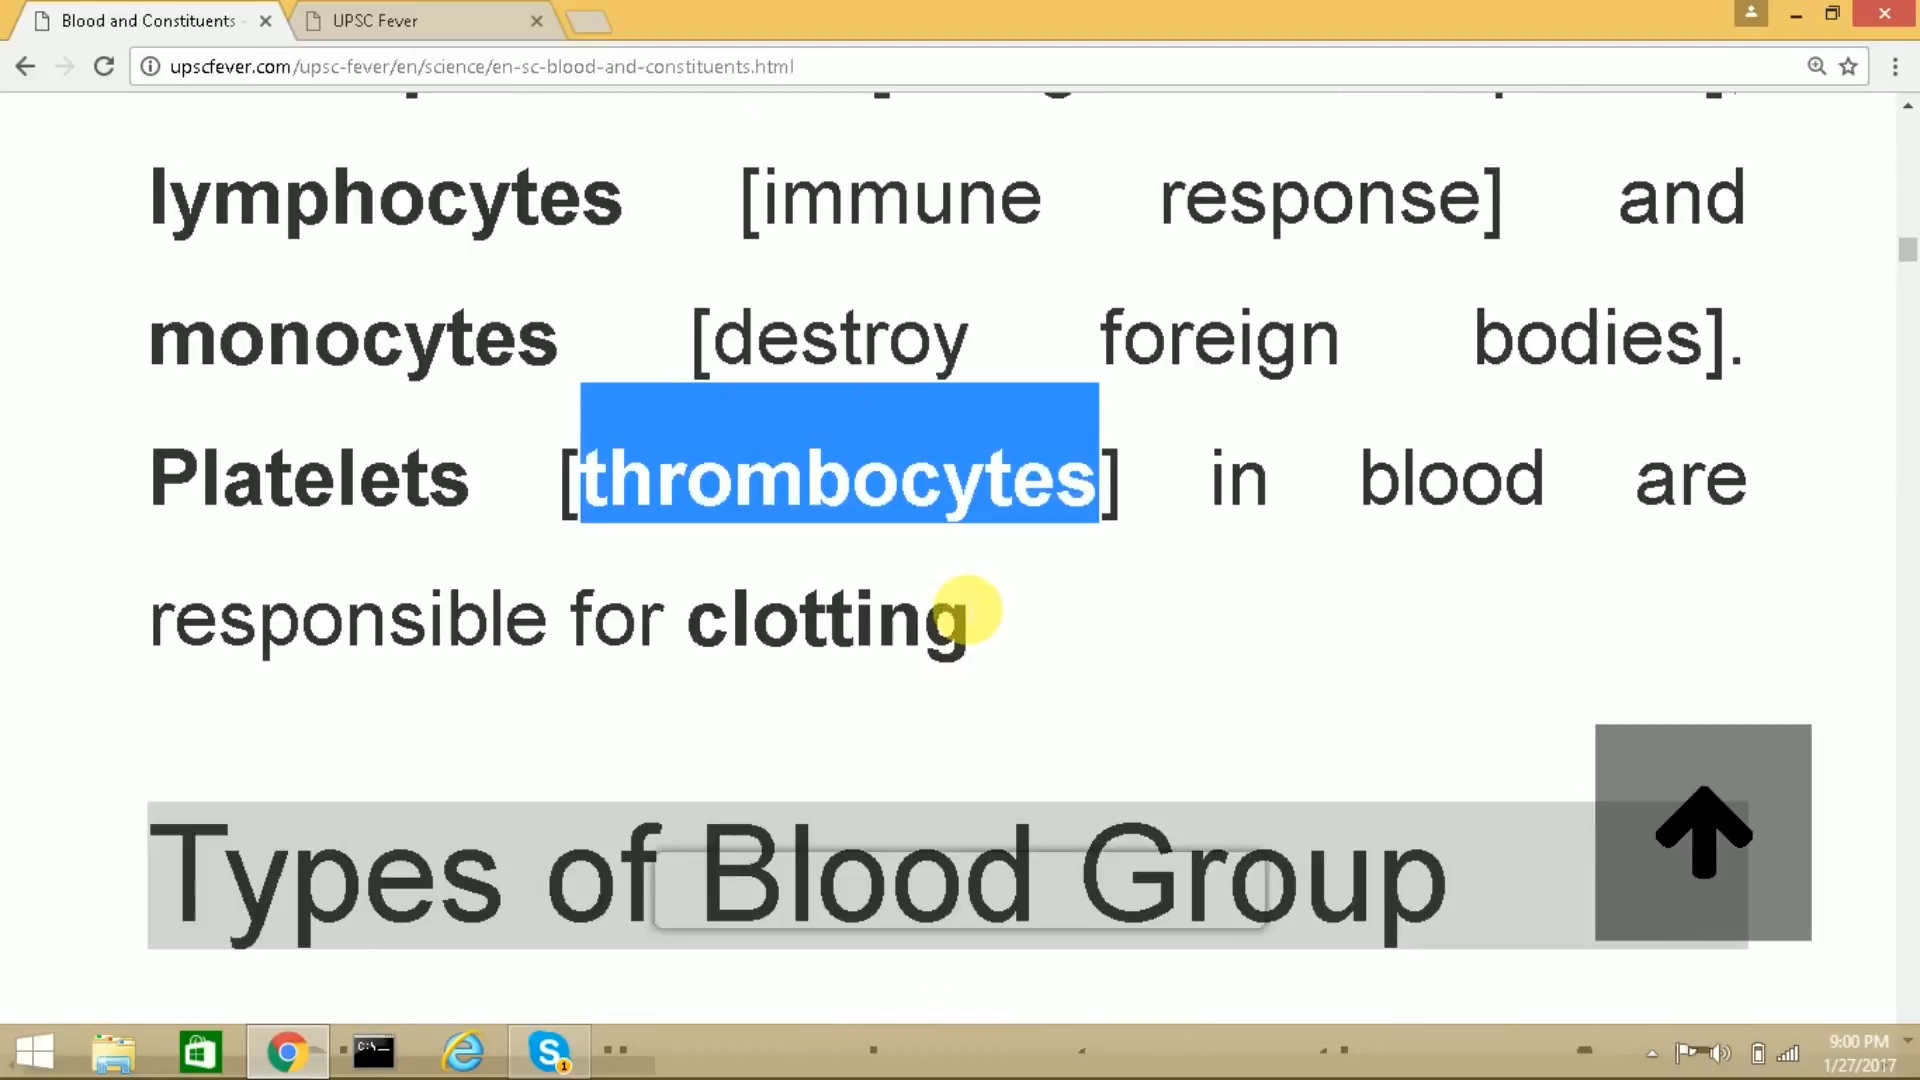 Blood and Constituents -
UPSC Fever
upscfever.com/upsc-fever/en/science/en-sc-blood-and-constituents.html
lymphocytes [immune response] and
monocytes [destroy foreign bodies].
Platelets [thrombocytes] in blood are
responsible for clotting
Types of Blood Group
9:00 PM
1/27/2017